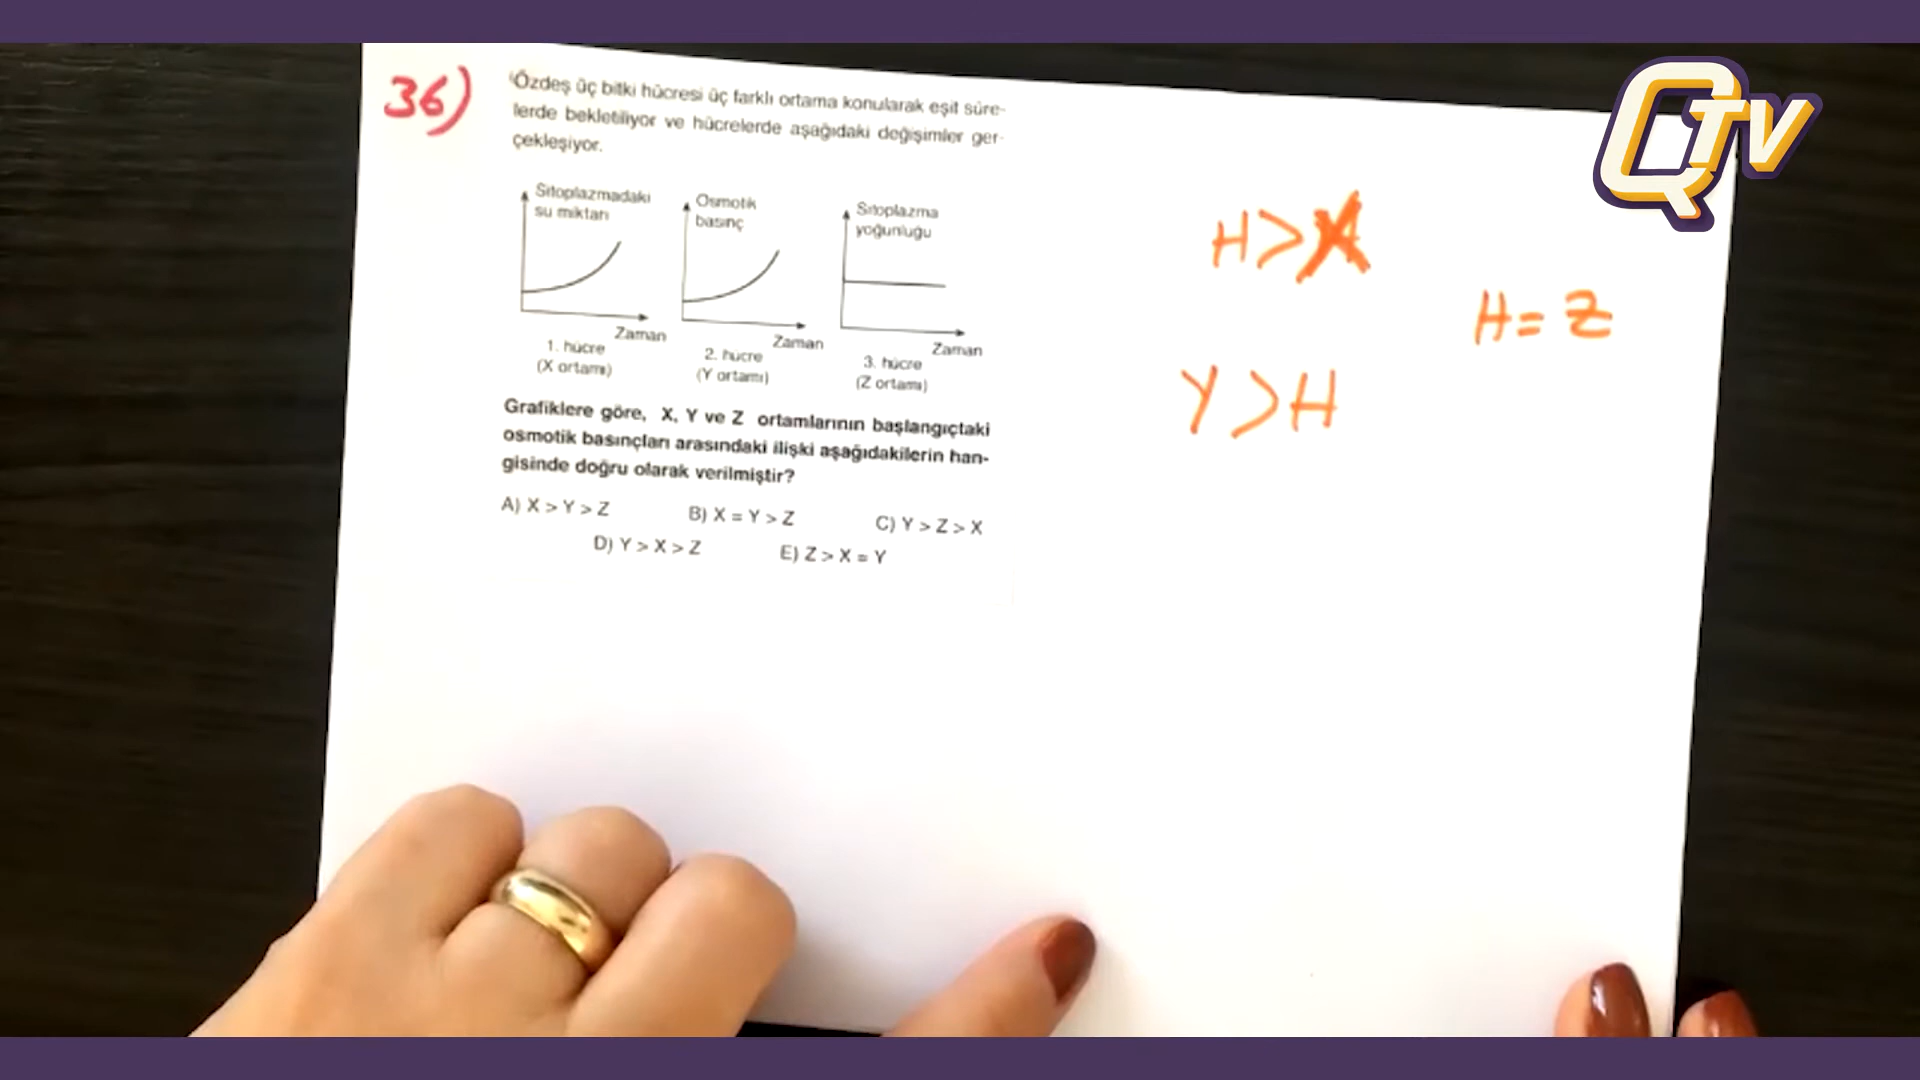 36)
Özdeş üç bitki hücresi üç farklı ortama konularak eşit süre-
lerde bekletiliyor ve hücrelerde aşağıdaki değişimler ger-
çekleşiyor.
Sitoplazmadaki
su miktarı
Zaman
1. hücre
(X ortamı)
Osmotik
basınç
Zaman
2. hücre
(Y ortamı)
Sitoplazma
yoğunluğu
Zaman
3. hücre
(Z ortamı)
Grafiklere göre, X, Y ve Z ortamlarının başlangıçtaki
osmotik basınçları arasındaki ilişki aşağıdakilerin han-
gisinde doğru olarak verilmiştir?
A) X > Y > Z B) X = Y > Z C) Y > Z > X
D) Y > X > Z E) Z > X = Y
H > X
H = Z
Y > H
QTV